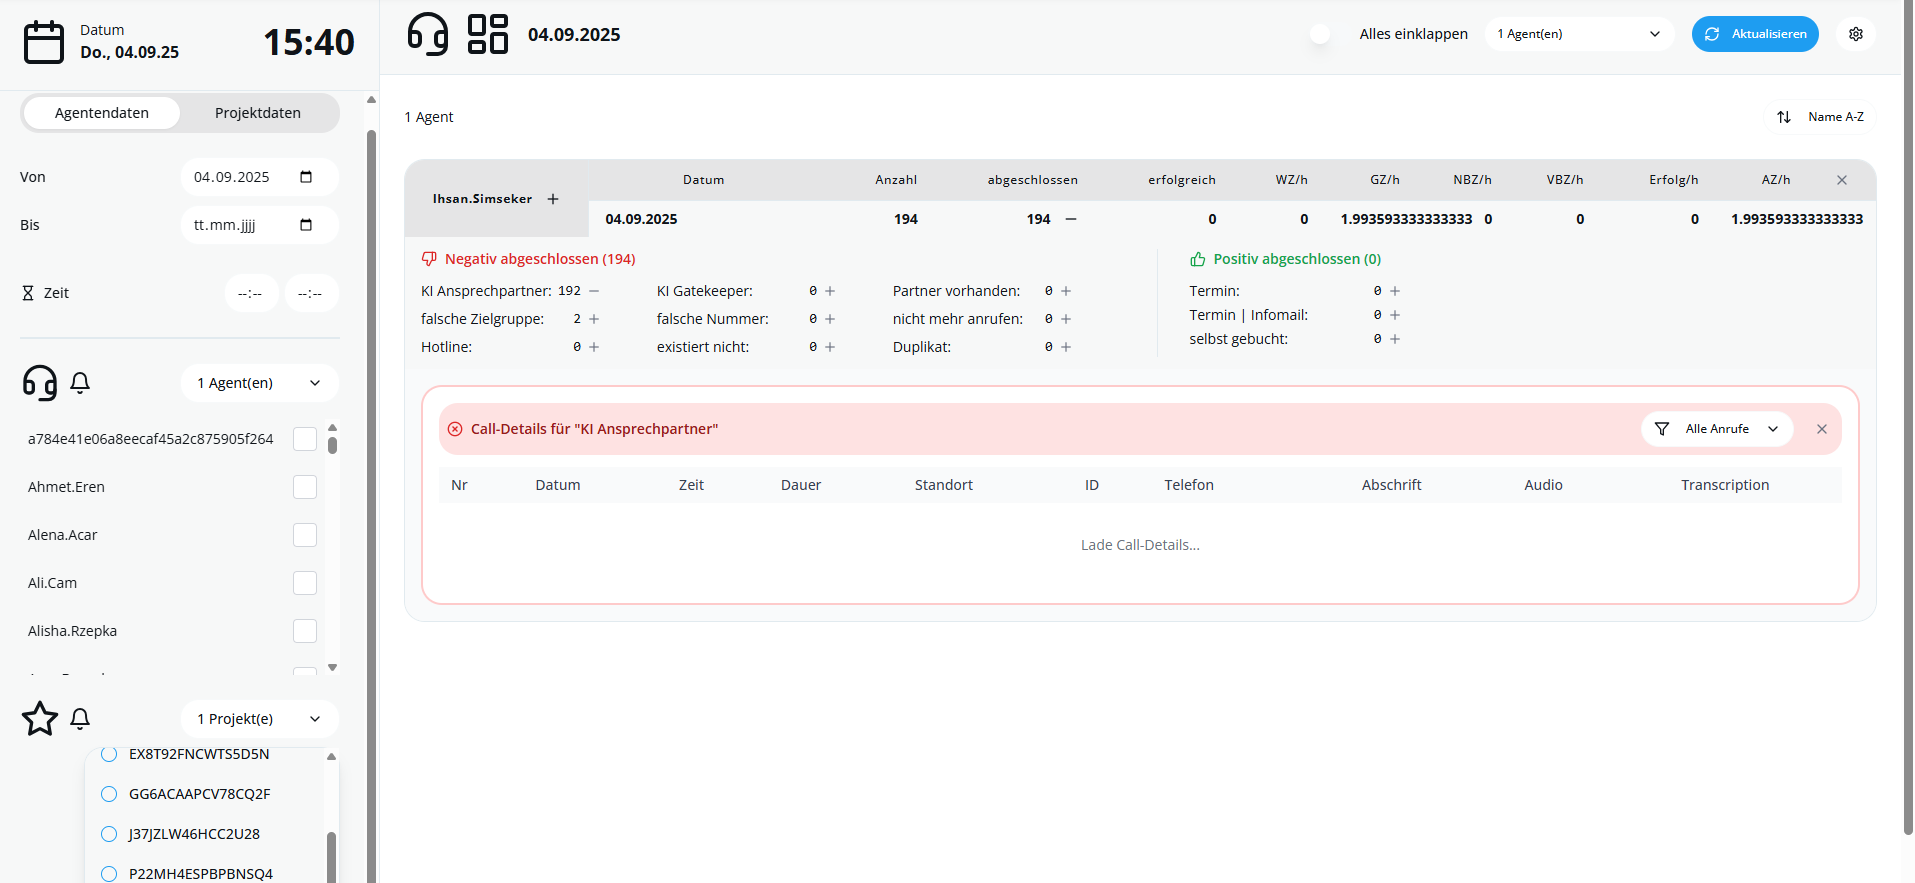 Datum
Do., 04.09.25
15:40
Agentendaten Projektdaten
Von 04.09.2025
Bis tt.mm.jjjj
Zeit --:-- --:--
1 Agent(en)
a784e41e06a8eecaf45a2c875905f264
Ahmet.Eren
Alena.Acar
Ali.Cam
Alisha.Rzepka
1 Projekt(e)
EX8T92FNCWTS5D5N
GG6ACAAPCV78CQ2F
J37JZLW46HCC2U28
P22MH4ESPBPBNSQ4
04.09.2025 Alles einklappen 1 Agent(en) Aktualisieren
1 Agent Name A-Z
Ihsan.Simseker
Datum Anzahl abgeschlossen erfolgreich WZ/h GZ/h NBZ/h VBZ/h Erfolg/h AZ/h
04.09.2025 194 194 0 0 1.993593333333333 0 0 0 1.993593333333333
Negativ abgeschlossen (194) Positiv abgeschlossen (0)
KI Ansprechpartner: 192 KI Gatekeeper: 0 Partner vorhanden: 0 Termin: 0
falsche Zielgruppe: 2 falsche Nummer: 0 nicht mehr anrufen: 0 Termin | Infomail: 0
Hotline: 0 existiert nicht: 0 Duplikat: 0 selbst gebucht: 0
Call-Details für "KI Ansprechpartner" Alle Anrufe
Nr Datum Zeit Dauer Standort ID Telefon Abschrift Audio Transcription
Lade Call-Details...